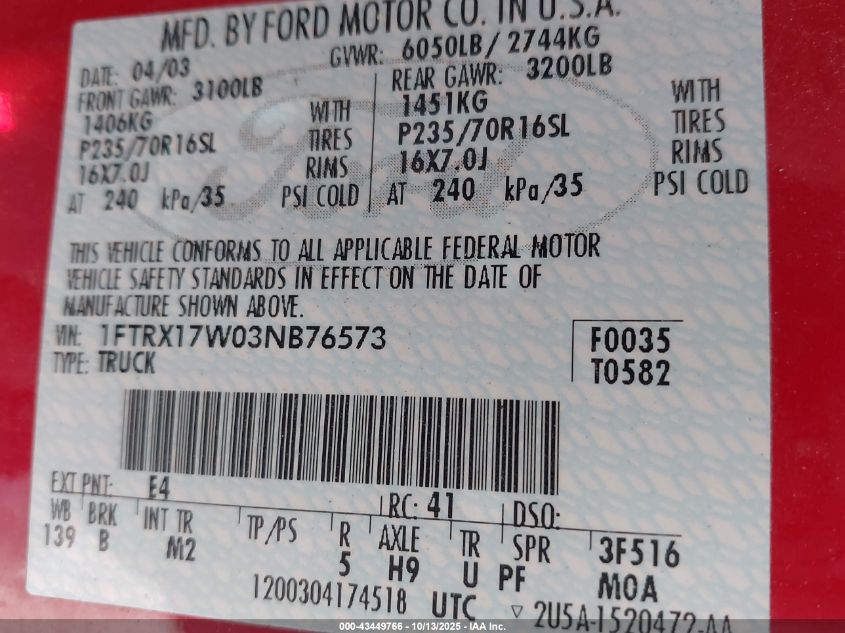 MFD. BY FORD MOTOR CO. IN U.S.A.
DATE: 04/03 GVWR: 6050LB/ 2744KG
FRONT GAWR: 3100LB REAR GAWR: 3200LB
1406KG WITH 1451KG WITH
P235/70R16SL TIRES P235/70R16SL TIRES
16X7.0J RIMS 16X7.0J RIMS
AT 240 kPa/35 PSI COLD AT 240 kPa/35 PSI COLD
THIS VEHICLE CONFORMS TO ALL APPLICABLE FEDERAL MOTOR
VEHICLE SAFETY STANDARDS IN EFFECT ON THE DATE OF
MANUFACTURE SHOWN ABOVE.
VIN: 1FTRX17W03NB76573 F0035
TYPE: TRUCK T0582
EXT PNT: E4 RC: 41 DSO:
WB BRK INT TR TP/PS R AXLE TR SPR 3F516
139 B M2 5 H9 U PF MOA
1200304174518 UTC ▽ 2U5A-1520472-AA
000-43449766 - 10/13/2025 - IAA Inc.